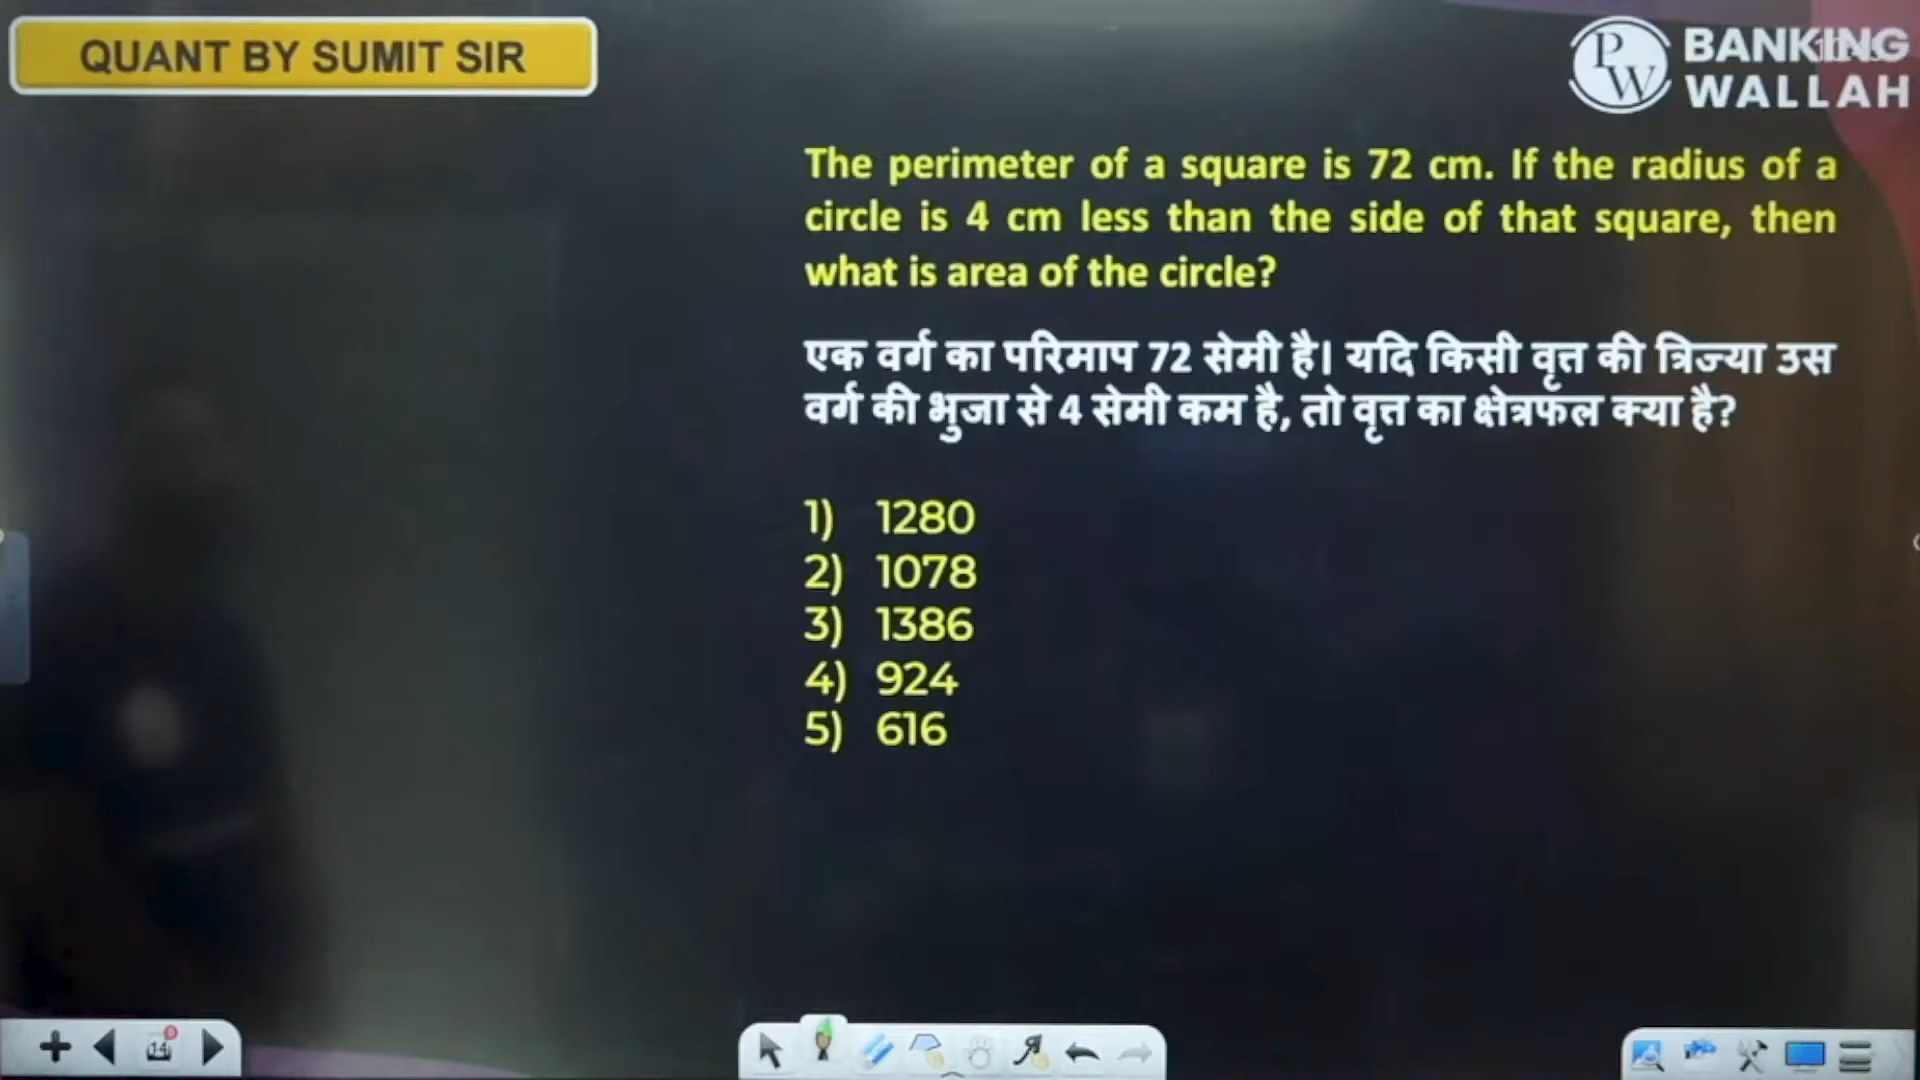 QUANT BY SUMIT SIR
PW
BANKING
WALLAH
The perimeter of a square is 72 cm. If the radius of a
circle is 4 cm less than the side of that square, then
what is area of the circle?
एक वर्ग का परिमाप 72 सेमी है। यदि किसी वृत्त की त्रिज्या उस
वर्ग की भुजा से 4 सेमी कम है, तो वृत्त का क्षेत्रफल क्या है?
1) 1280
2) 1078
3) 1386
4) 924
5) 616
14